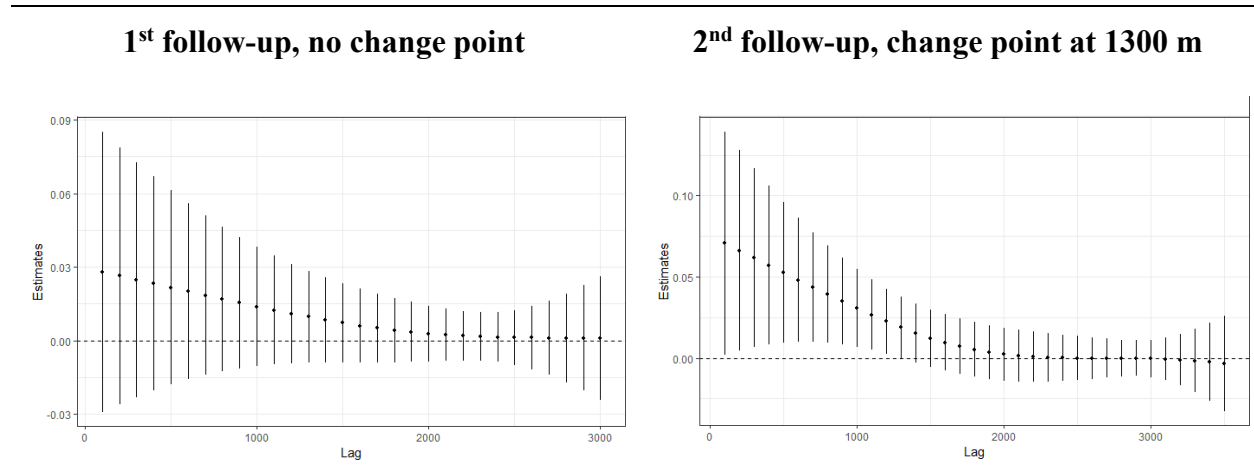 1st follow-up, no change point
2nd follow-up, change point at 1300 m
0.09
0.06
0.03
0.00
-0.03
Estimates
0
1000
2000
3000
Lag
0.10
0.05
0.00
Estimates
0
1000
2000
3000
Lag